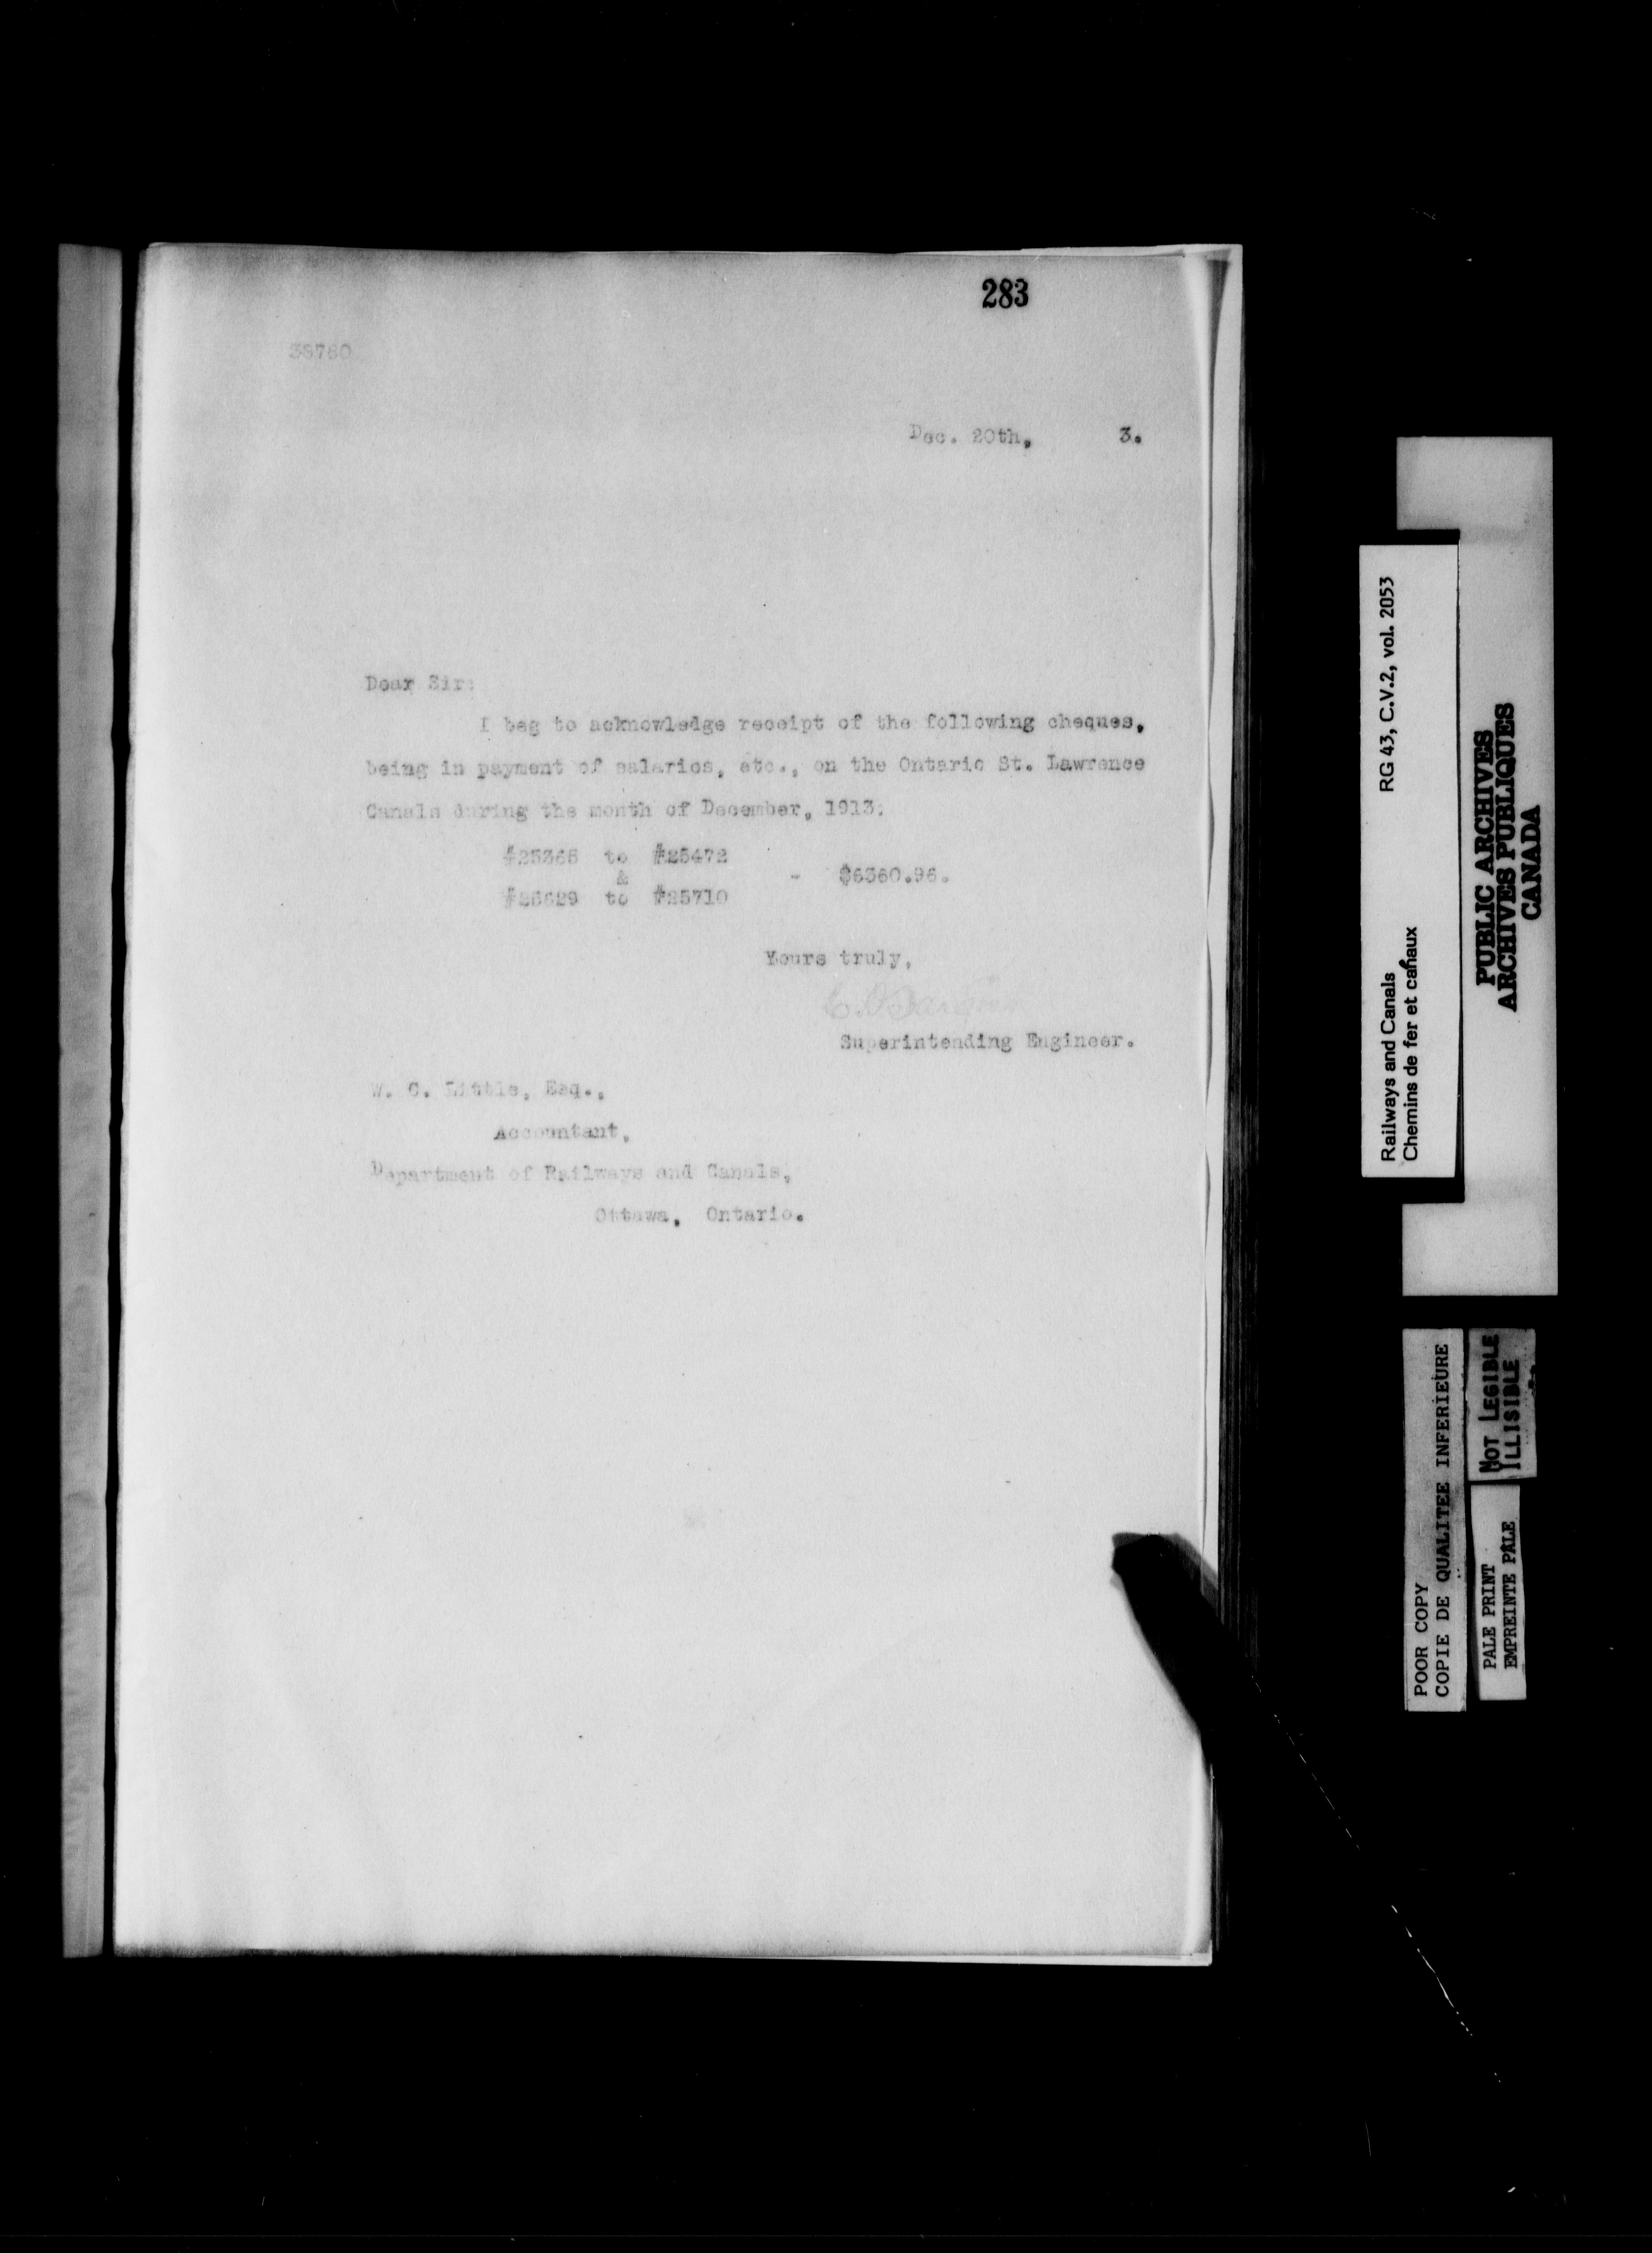 283
38780
Dec. 20th, 3.
Dear Sir:
I beg to acknowledge receipt of the following cheques,
being in payment of salaries, etc., on the Ontario St. Lawrence
Canals during the month of December, 1913:
#25365 to #25472
& - $6360.96.
#25629 to #25710
Yours truly,
Superintending Engineer.
W. C. Little, Esq.,
Accountant,
Department of Railways and Canals,
Ottawa, Ontario.
Railways and Canals RG 43, C.V.2, vol. 2053
Chemins de fer et canaux
PUBLIC ARCHIVES
ARCHIVES PUBLIQUES
CANADA
POOR COPY
COPIE DE QUALITEE INFERIEURE
NOT LEGIBLE
ILLISIBLE
PALE PRINT
EMPREINTE PÂLE